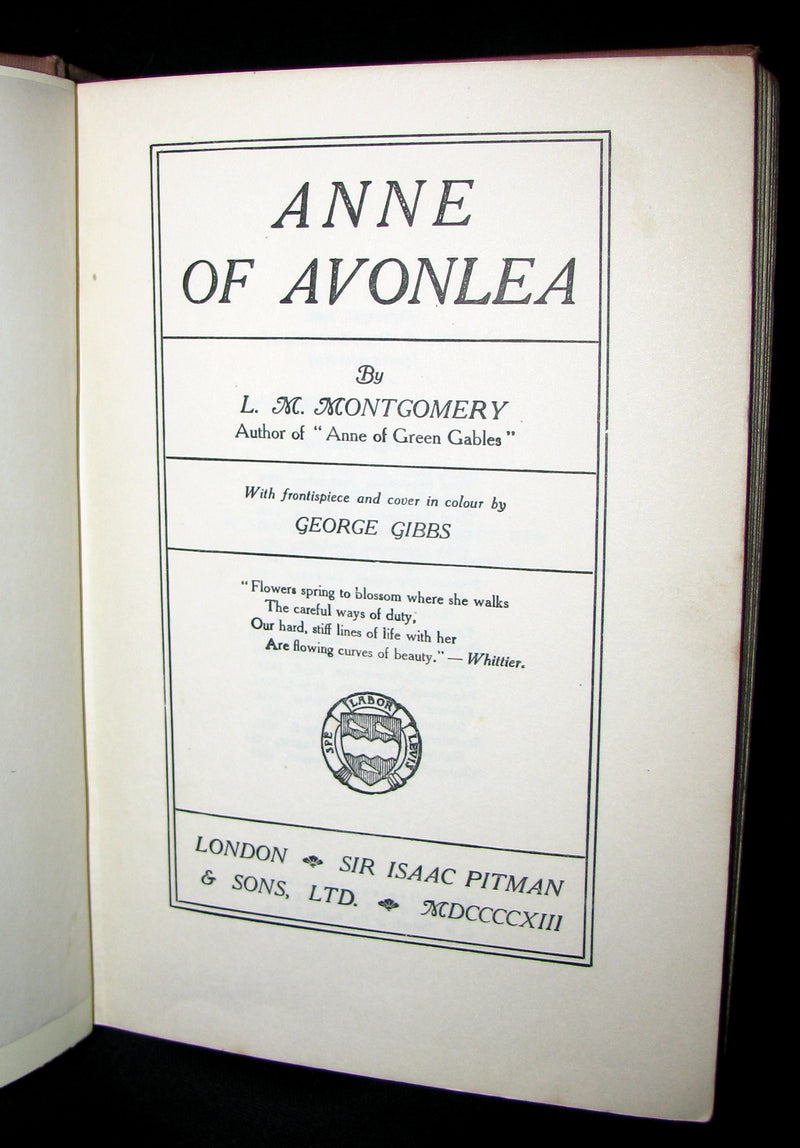 ANNE
OF AVONLEA
By
L. M. MONTGOMERY
Author of “Anne of Green Gables”
With frontispiece and cover in colour by
GEORGE GIBBS
“Flowers spring to blossom where she walks
The careful ways of duty;
Our hard, stiff lines of life with her
Are flowing curves of beauty.” — Whittier.
SPE LABOR LEVIS
LONDON SIR ISAAC PITMAN
& SONS, LTD. MDCCCCXIII